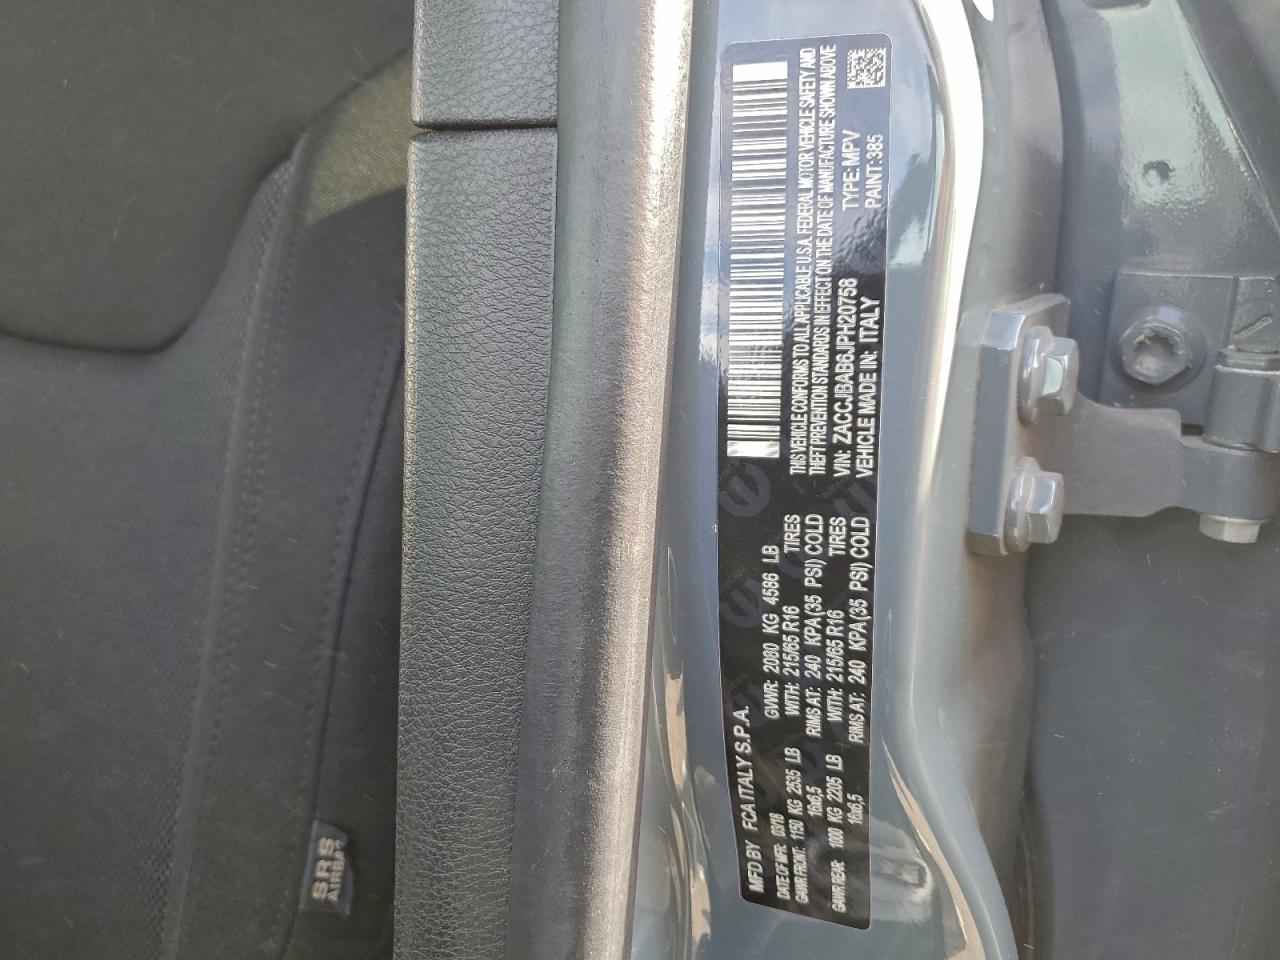 MFD BY FCA ITALY S.P.A.
DATE OF MFR: 03/18 GVWR: 2080 KG 4586 LB
GAWR FRONT: 1150 KG 2535 LB WITH: 215/65 R16 TIRES
16x6,5 RIMS AT: 240 KPA(35 PSI) COLD
GAWR REAR: 1000 KG 2205 LB WITH: 215/65 R16 TIRES
16x6,5 RIMS AT: 240 KPA(35 PSI) COLD
THIS VEHICLE CONFORMS TO ALL APPLICABLE U.S.A. FEDERAL MOTOR VEHICLE SAFETY AND
THEFT PREVENTION STANDARDS IN EFFECT ON THE DATE OF MANUFACTURE SHOWN ABOVE
VIN: ZACCJBAB6JPH20758 TYPE: MPV
VEHICLE MADE IN: ITALY PAINT: 385
SRS
AIRBAG